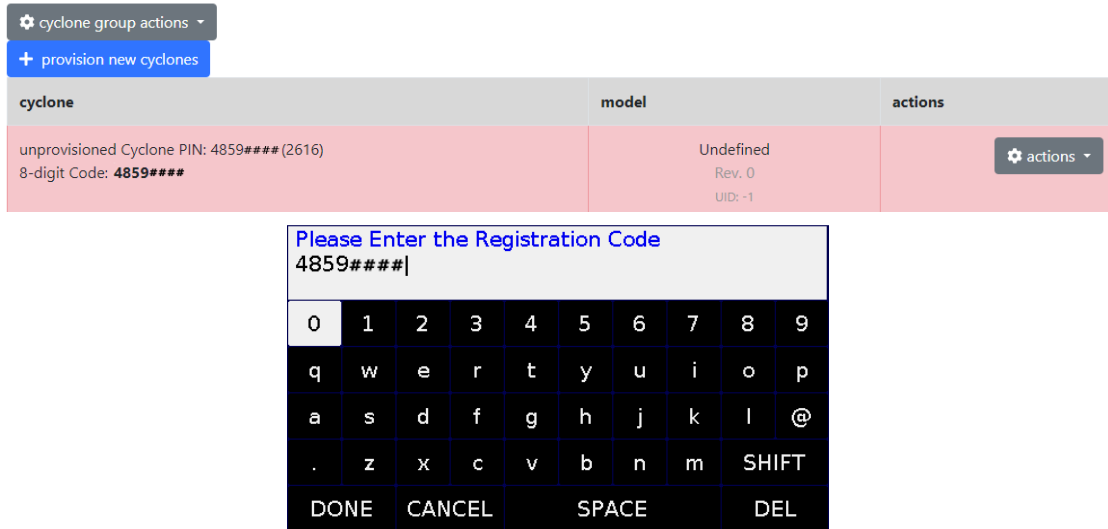 cyclone group actions
+ provision new cyclones
cyclone model actions
unprovisioned Cyclone PIN: 4859#### (2616)
8-digit Code: 4859####
Undefined
Rev. 0
UID: -1
actions
Please Enter the Registration Code
4859####
0 1 2 3 4 5 6 7 8 9
q w e r t y u i o p
a s d f g h j k l @
. z x c v b n m SHIFT
DONE CANCEL SPACE DEL